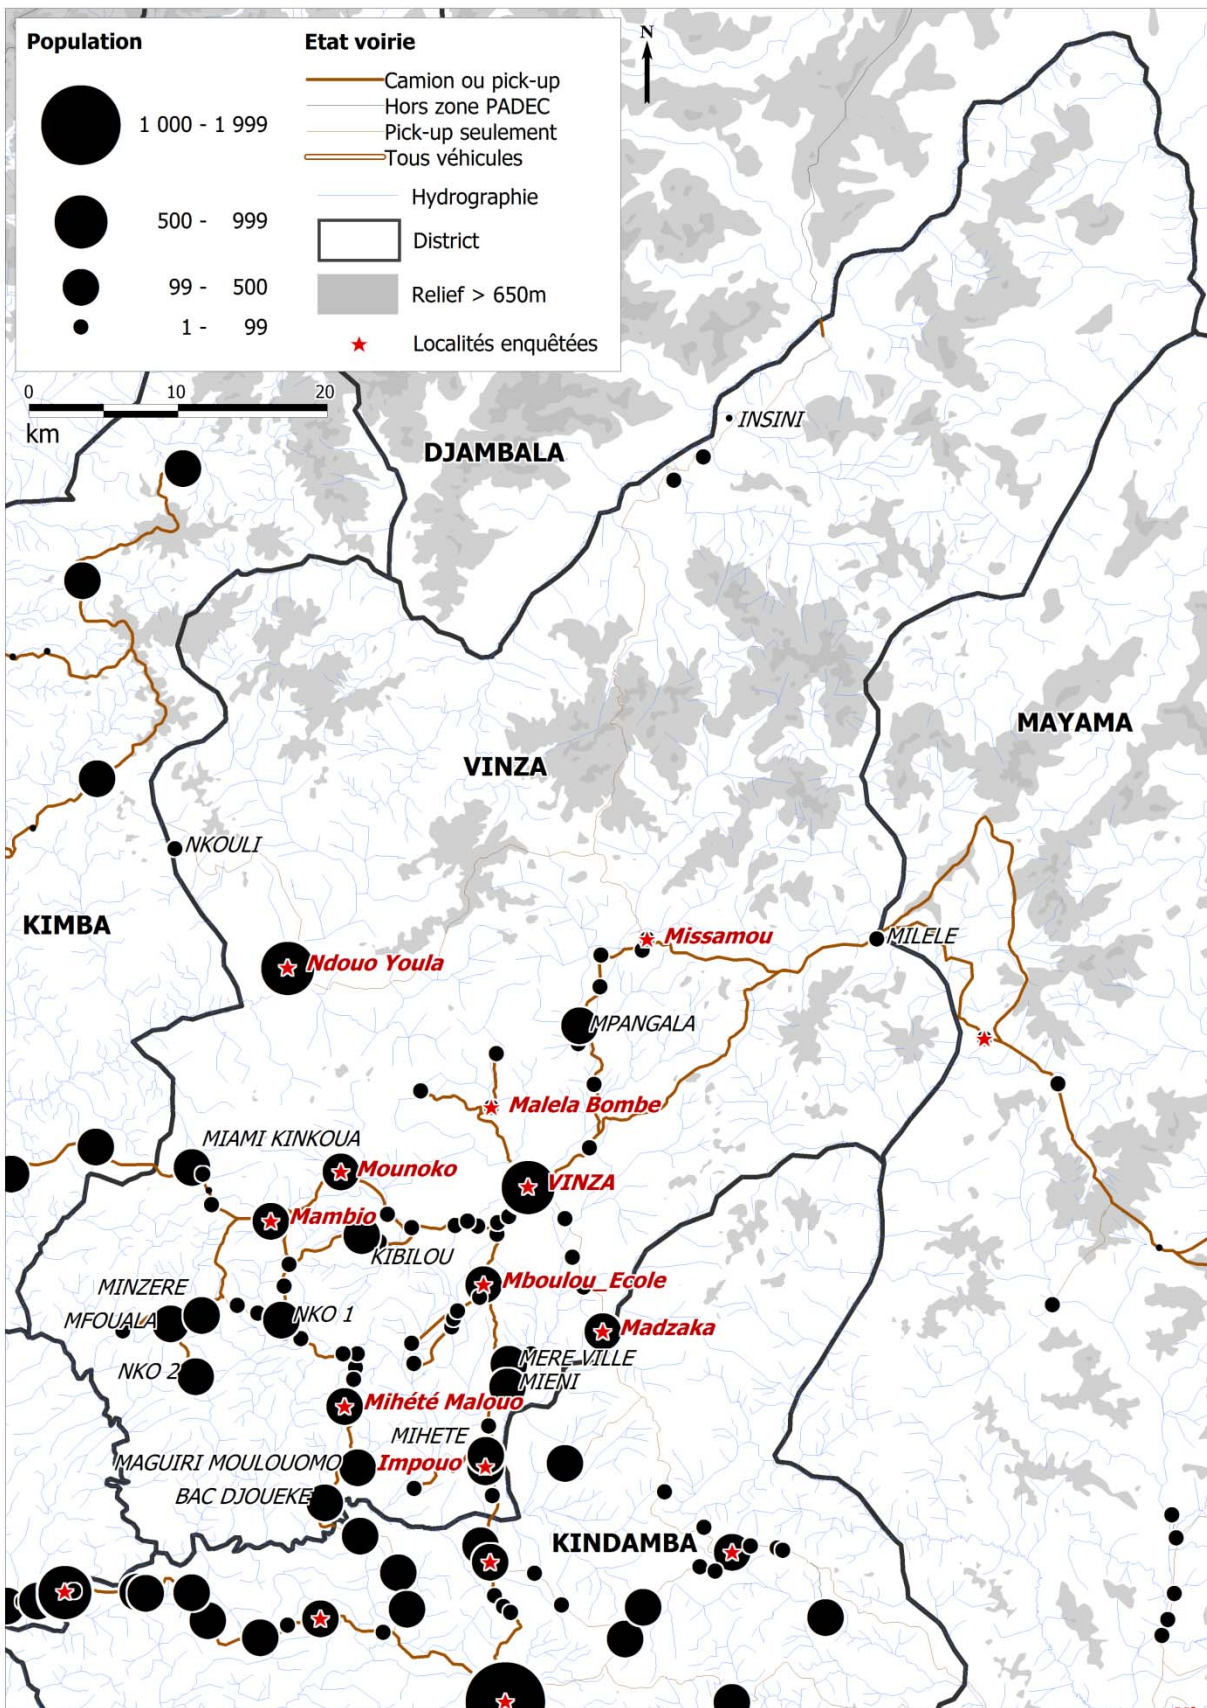 Population
1 000 - 1 999
500 - 999
99 - 500
1 - 99
Etat voirie
Camion ou pick-up
Hors zone PADEC
Pick-up seulement
Tous véhicules
Hydrographie
District
Relief > 650m
Localités enquêtées
N
0 10 20
km
INSINI
DJAMBALA
MAYAMA
VINZA
NKOULI
KIMBA
Missamou
MILELE
Ndouo Youla
MPANGALA
Malela Bombe
MIAMI KINKOUA
Mounoko
VINZA
Mambio
KIBILOU
Mboulou_Ecole
MINZERE
MFOUALA
NKO 1
Madzaka
MERE VILLE
NKO 2
MIENI
Mihété Malouo
MIHETE
MAGUIRI MOULOUOMO
Impouo
BAC DJOUEKE
KINDAMBA